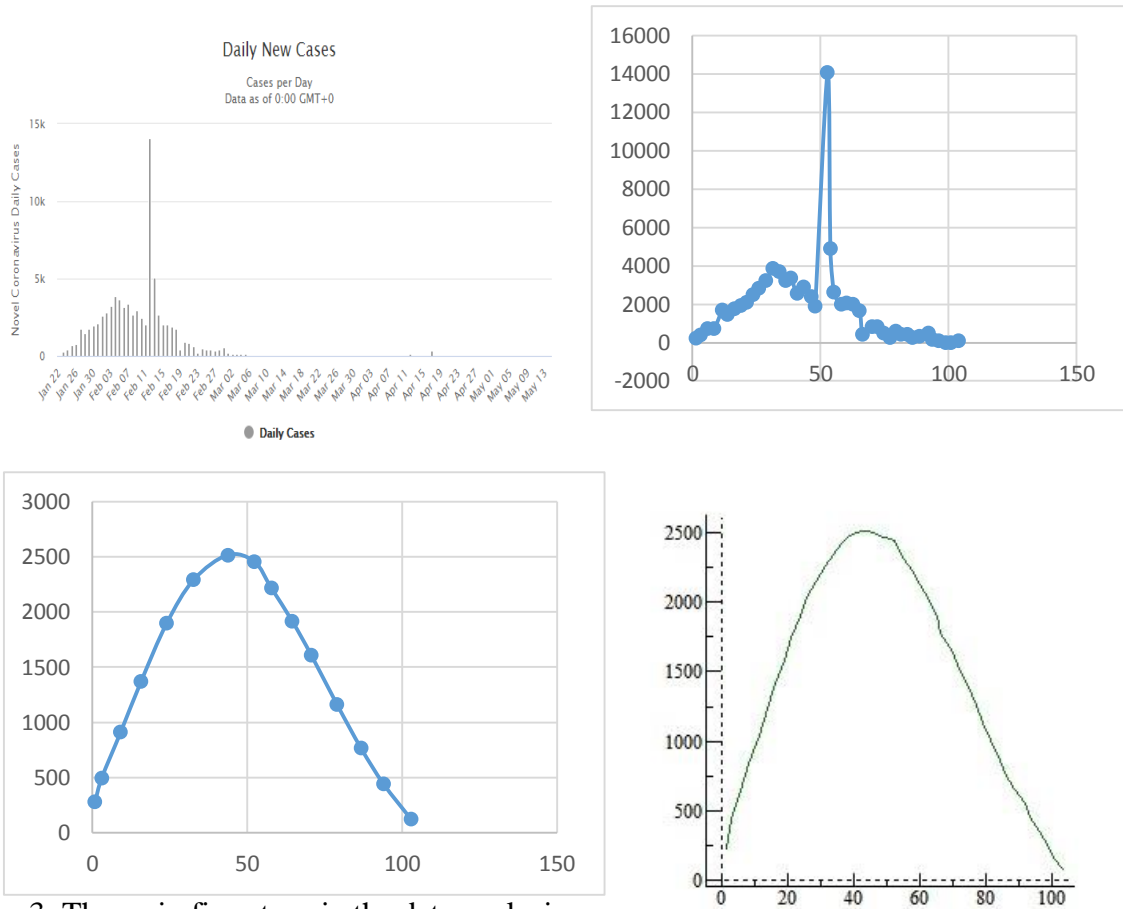 Daily New Cases
Cases per Day
Data as of 0:00 GMT+0
Novel Coronavirus Daily Cases
15k
10k
5k
0
Jan 22
Jan 26
Jan 30
Feb 03
Feb 07
Feb 11
Feb 15
Feb 19
Feb 23
Feb 27
Mar 02
Mar 06
Mar 10
Mar 14
Mar 18
Mar 22
Mar 26
Mar 30
Apr 03
Apr 07
Apr 11
Apr 15
Apr 19
Apr 23
Apr 27
May 01
May 05
May 09
May 13
Daily Cases
16000
14000
12000
10000
8000
6000
4000
2000
0
-2000
0 50 100 150
3000
2500
2000
1500
1000
500
0
0 50 100 150
2500
2000
1500
1000
500
0
0 20 40 60 80 100